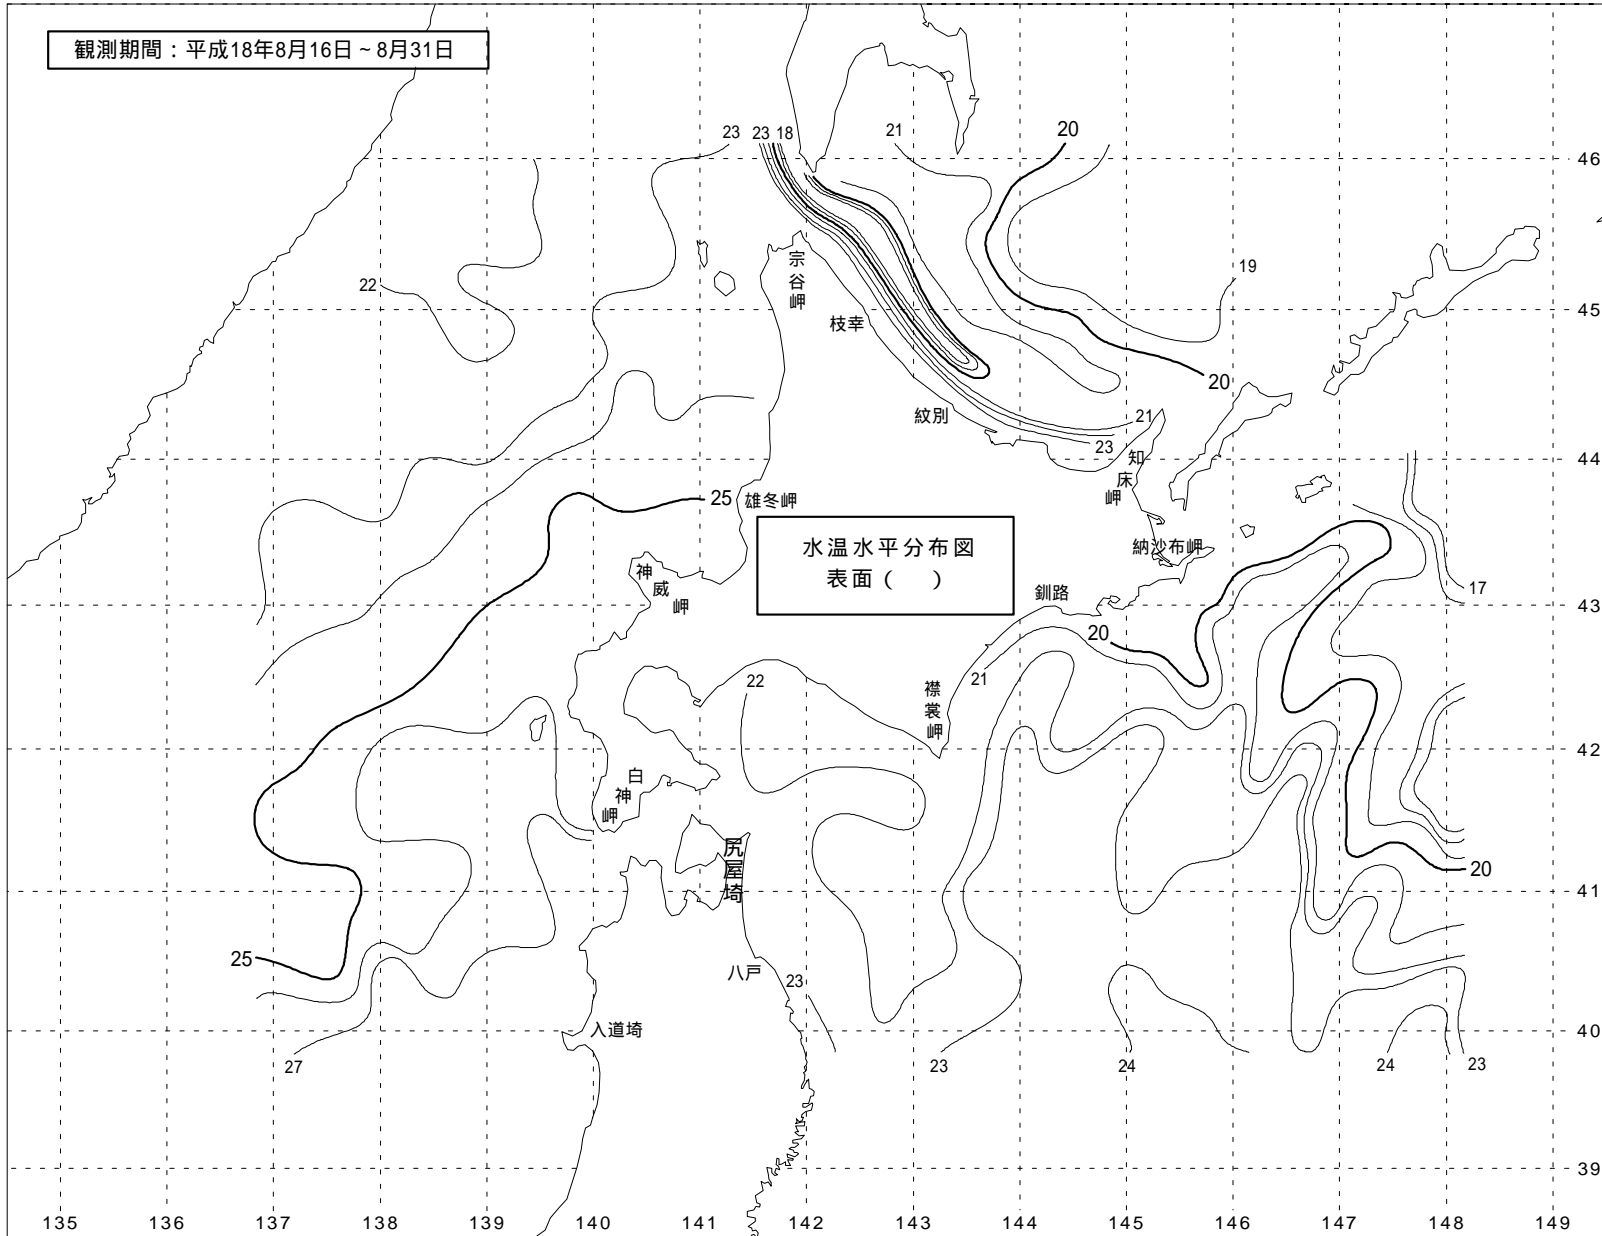 観測期間：平成18年8月16日～8月31日
23
23
18
21
20
46
宗谷岬
19
22
45
枝幸
20
紋別
21
23
44
知床岬
25
雄冬岬
水温水平分布図
表面（　）
納沙布岬
神威岬
釧路
17
43
20
21
22
襟裳岬
42
白神岬
尻屋埼
20
41
25
八戸
23
入道埼
40
27
23
24
24
23
39
135 136 137 138 139 140 141 142 143 144 145 146 147 148 149